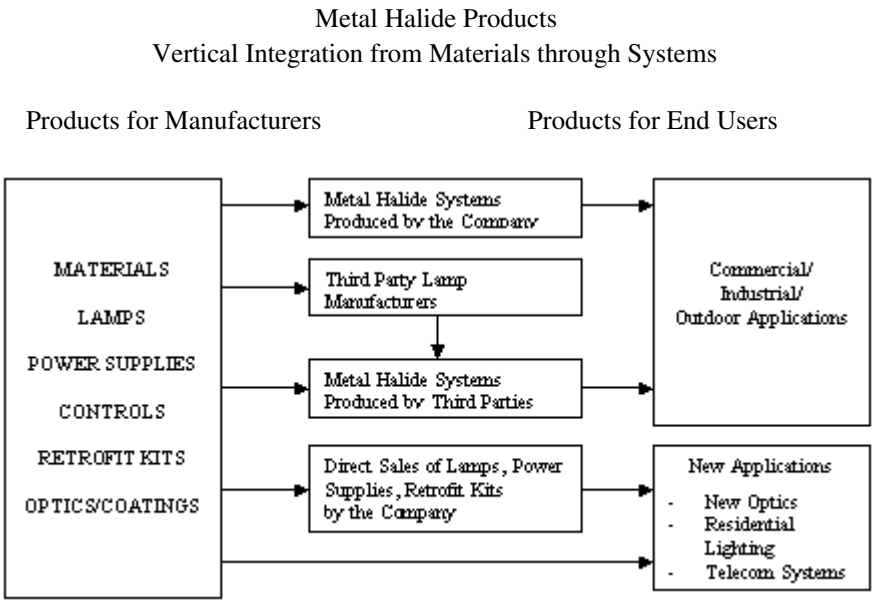 Metal Halide Products
Vertical Integration from Materials through Systems
Products for Manufacturers
Products for End Users
MATERIALS
LAMPS
POWER SUPPLIES
CONTROLS
RETROFIT KITS
OPTICS/COATINGS
Metal Halide Systems
Produced by the Company
Third Party Lamp
Manufacturers
Metal Halide Systems
Produced by Third Parties
Direct Sales of Lamps, Power
Supplies, Retrofit Kits
by the Company
Commercial/
Industrial/
Outdoor Applications
New Applications
- New Optics
- Residential
Lighting
- Telecom Systems